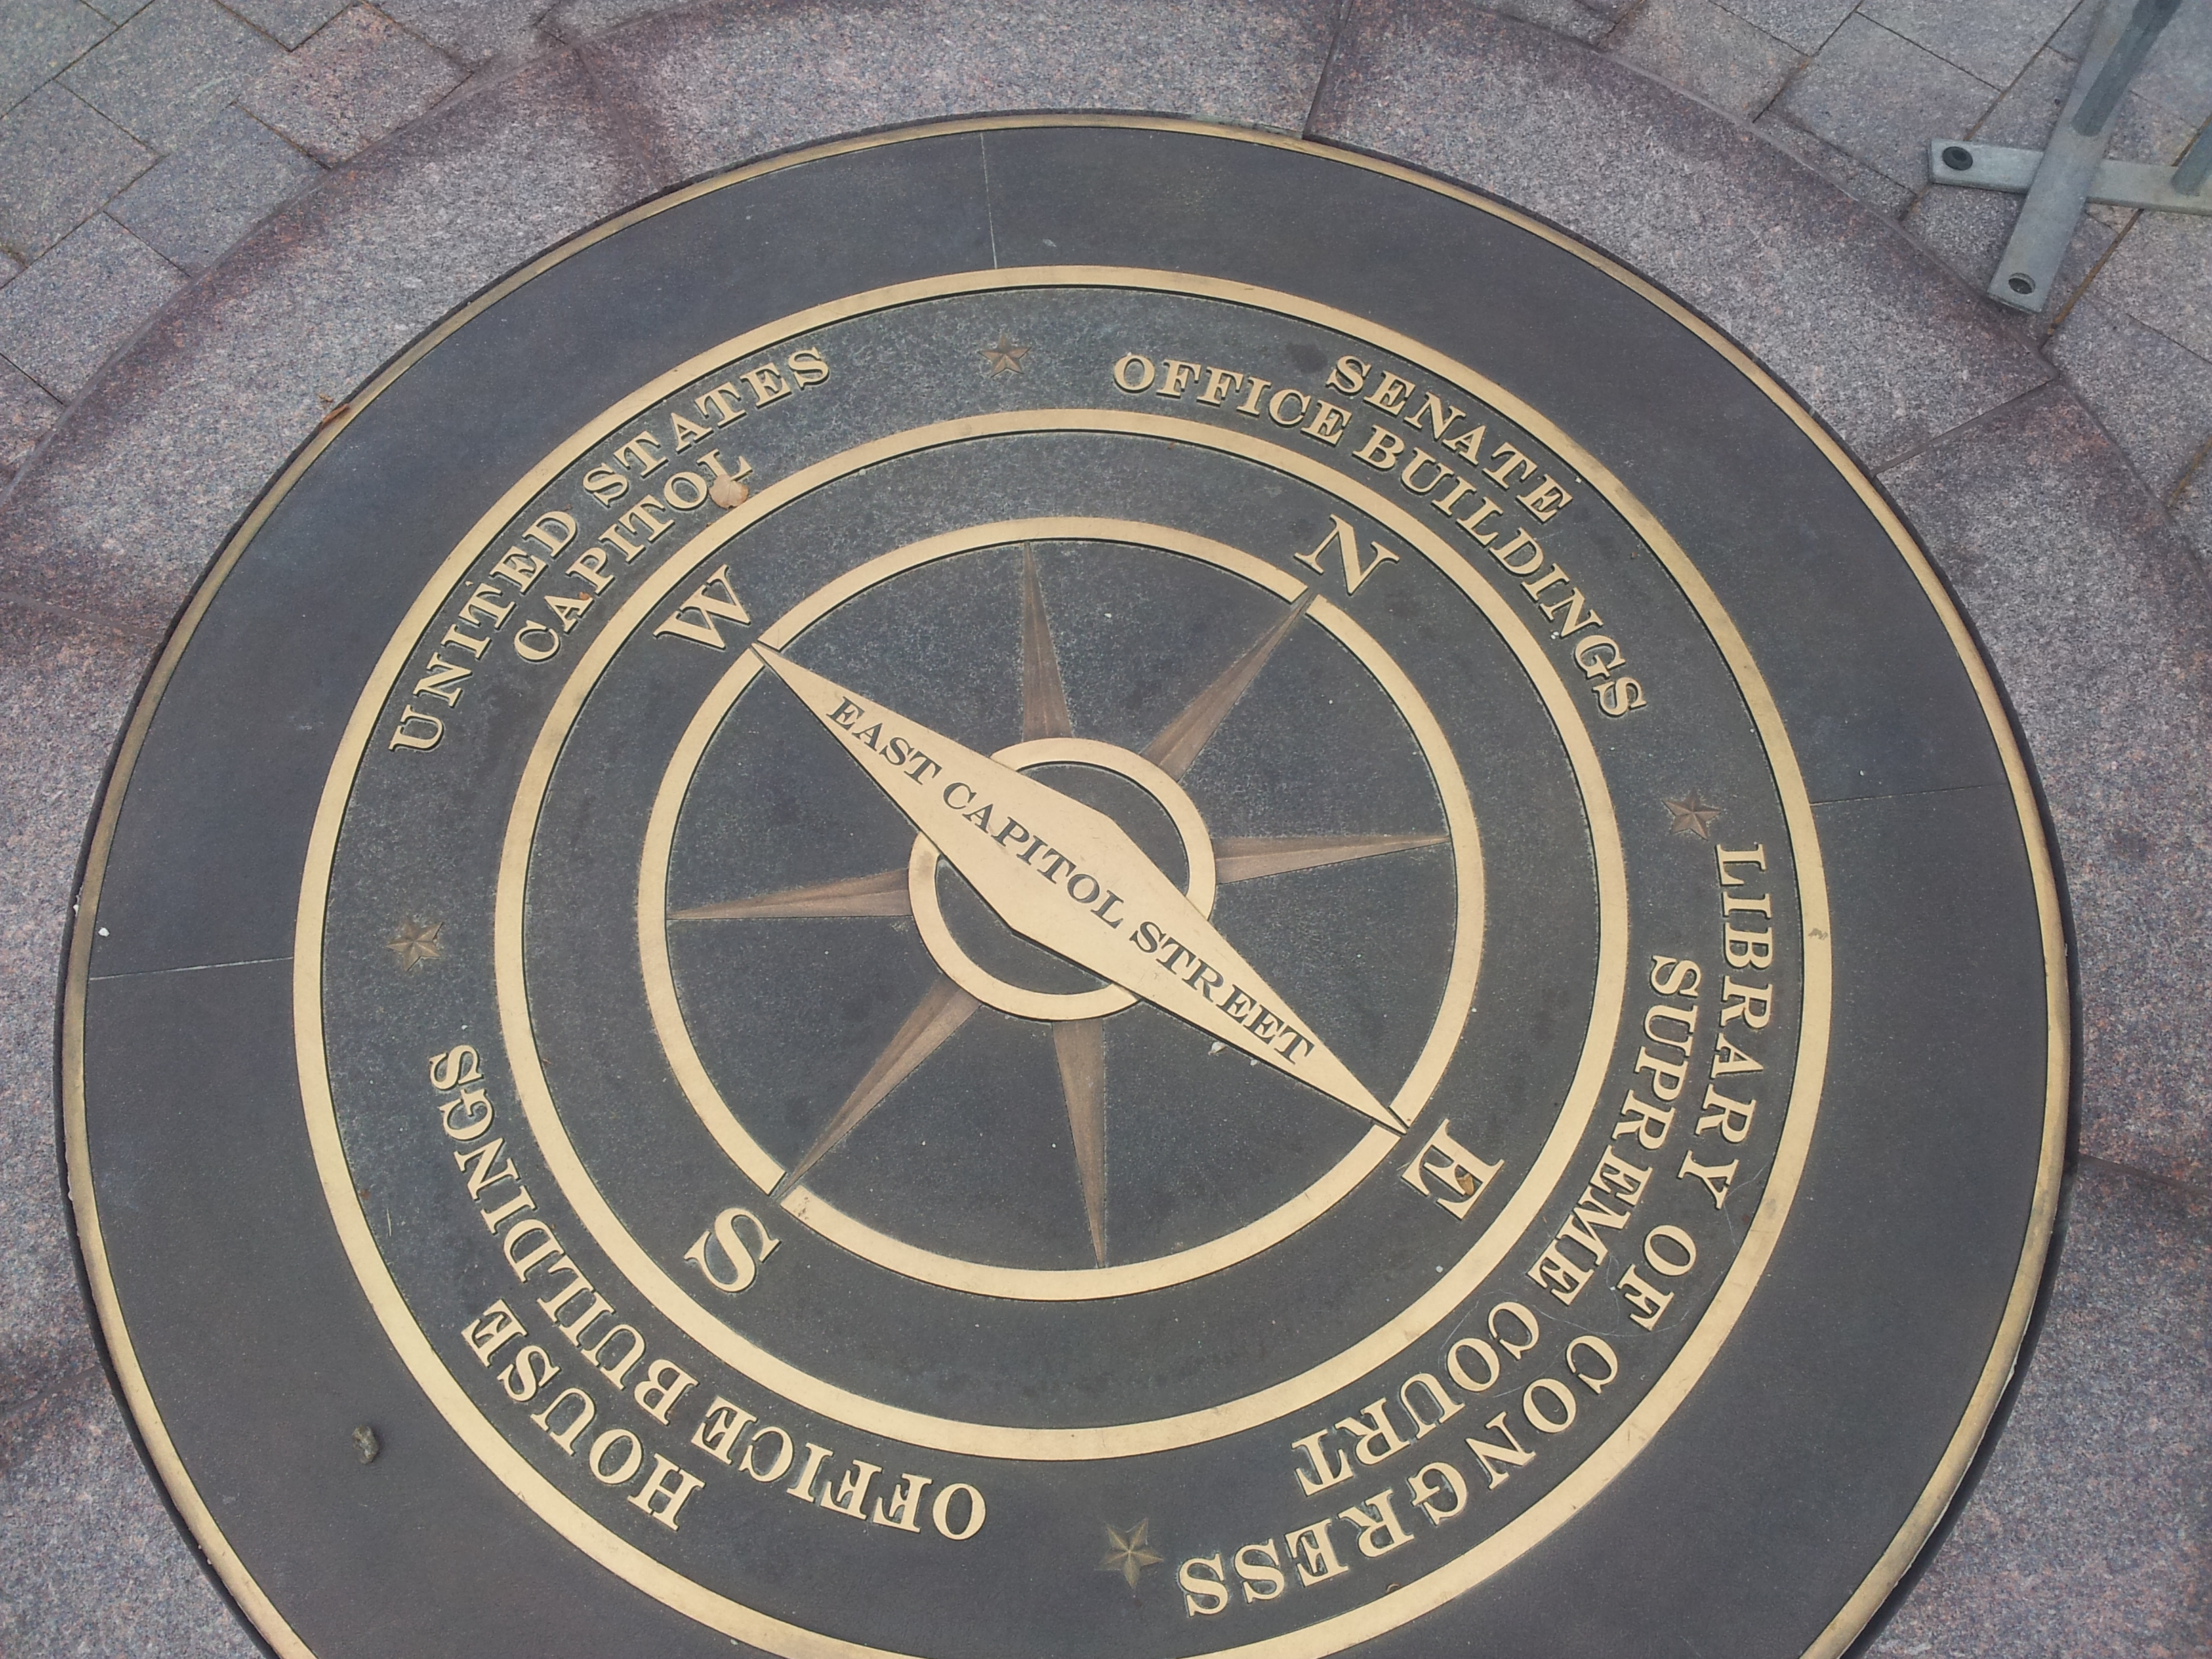 UNITED STATES
CAPITOL
SENATE
OFFICE BUILDINGS
LIBRARY OF CONGRESS
SUPREME COURT
HOUSE
OFFICE BUILDINGS
W
N
E
S
EAST CAPITOL STREET